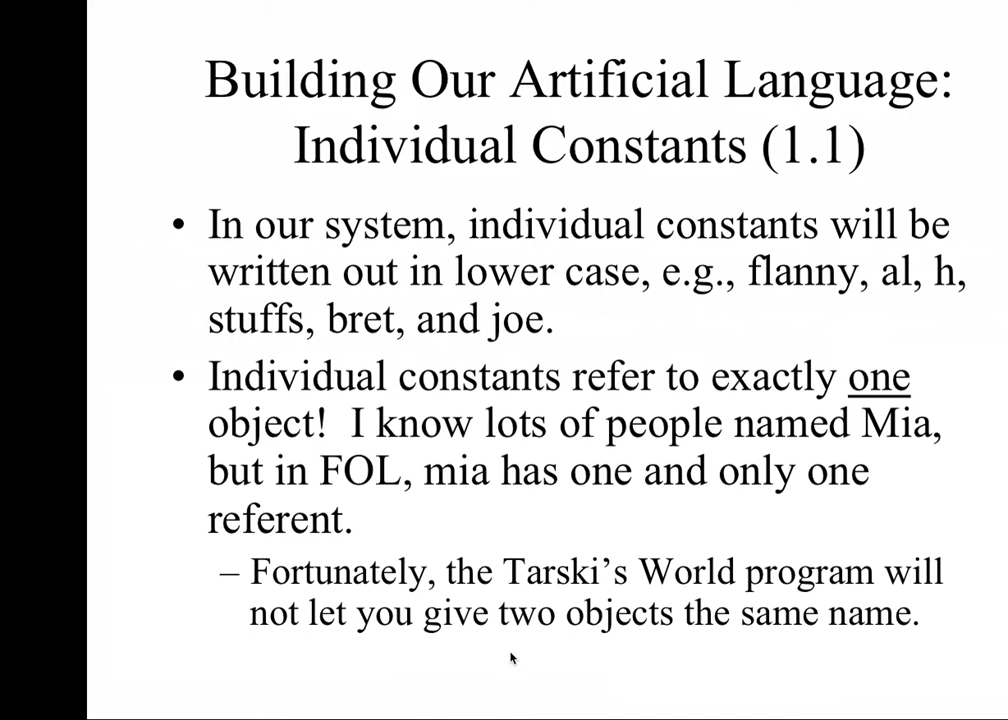 Building Our Artificial Language:
Individual Constants (1.1)
• In our system, individual constants will be
written out in lower case, e.g., flanny, al, h,
stuffs, bret, and joe.
• Individual constants refer to exactly one
object! I know lots of people named Mia,
but in FOL, mia has one and only one
referent.
– Fortunately, the Tarski’s World program will
not let you give two objects the same name.